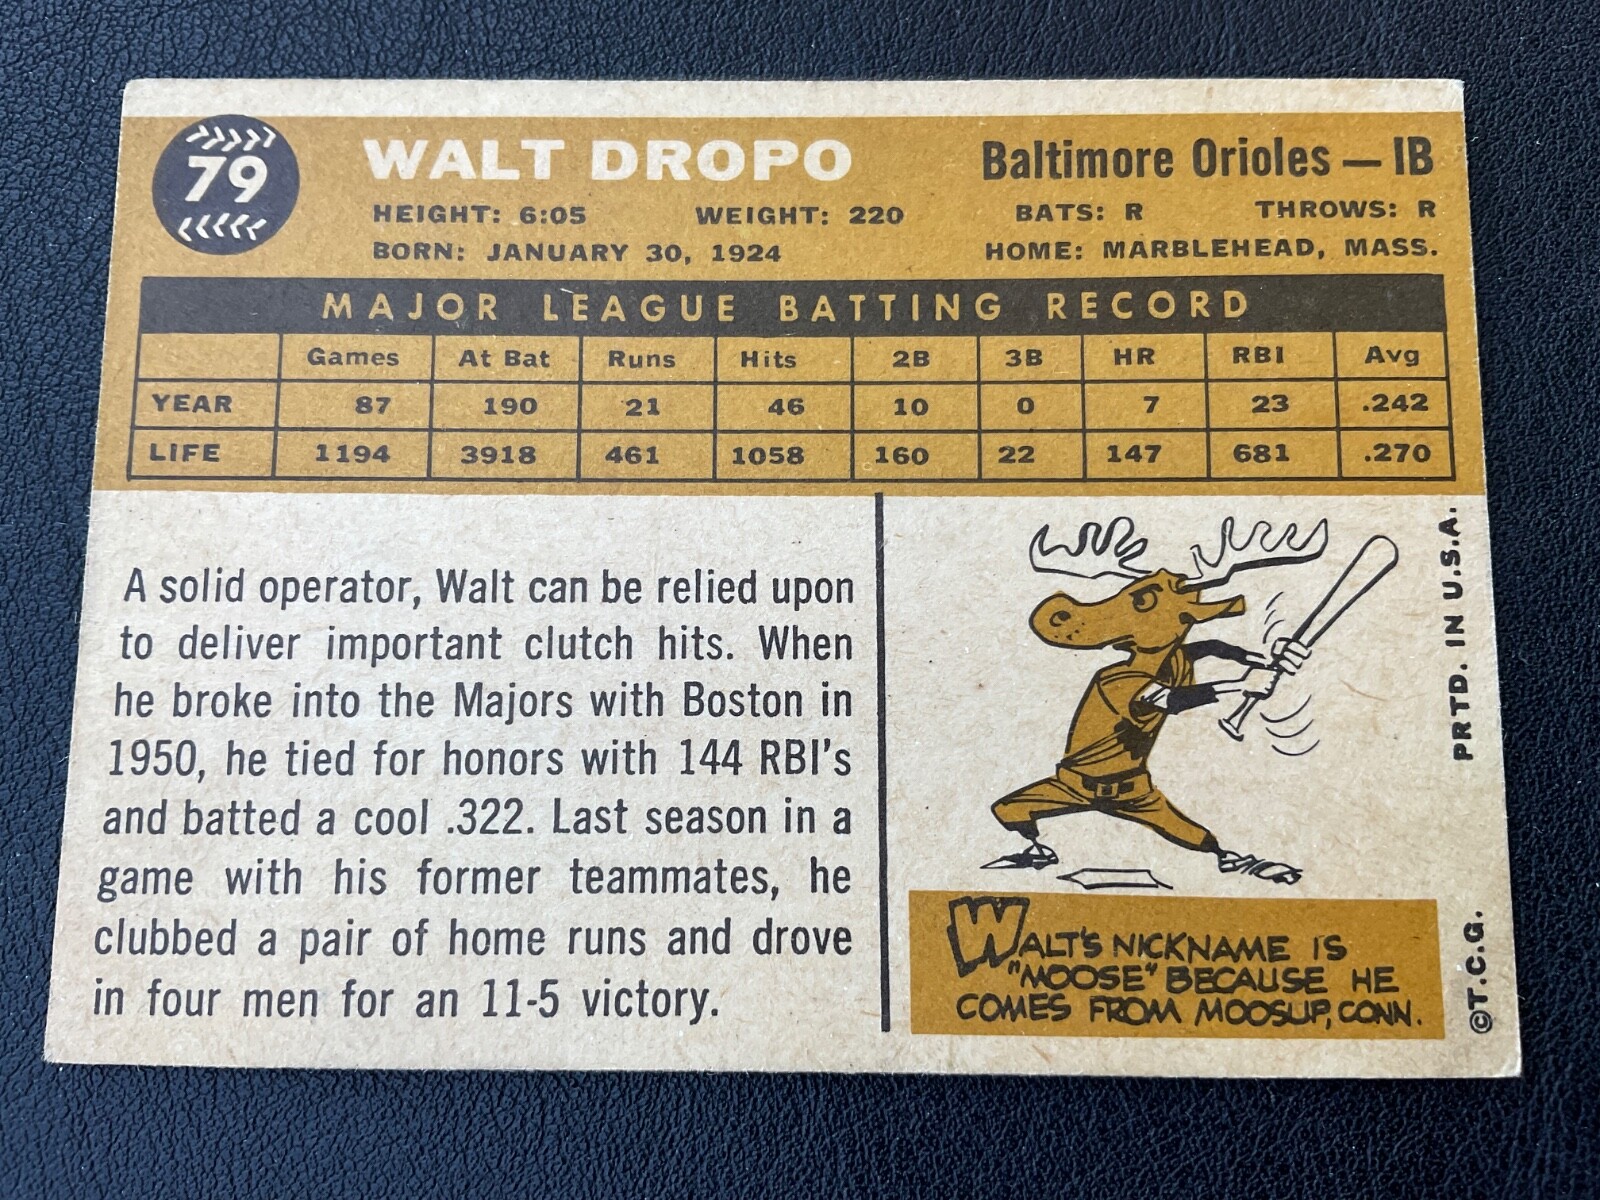 79
WALT DROPO
Baltimore Orioles — 1B
HEIGHT: 6:05 WEIGHT: 220 BATS: R THROWS: R
BORN: JANUARY 30, 1924 HOME: MARBLEHEAD, MASS.
MAJOR LEAGUE BATTING RECORD
Games At Bat Runs Hits 2B 3B HR RBI Avg
YEAR 87 190 21 46 10 0 7 23 .242
LIFE 1194 3918 461 1058 160 22 147 681 .270
A solid operator, Walt can be relied upon
to deliver important clutch hits. When
he broke into the Majors with Boston in
1950, he tied for honors with 144 RBI's
and batted a cool .322. Last season in a
game with his former teammates, he
clubbed a pair of home runs and drove
in four men for an 11-5 victory.
WALT'S NICKNAME IS
"MOOSE" BECAUSE HE
COMES FROM MOOSUP, CONN.
©T.C.G. PRTD. IN U.S.A.